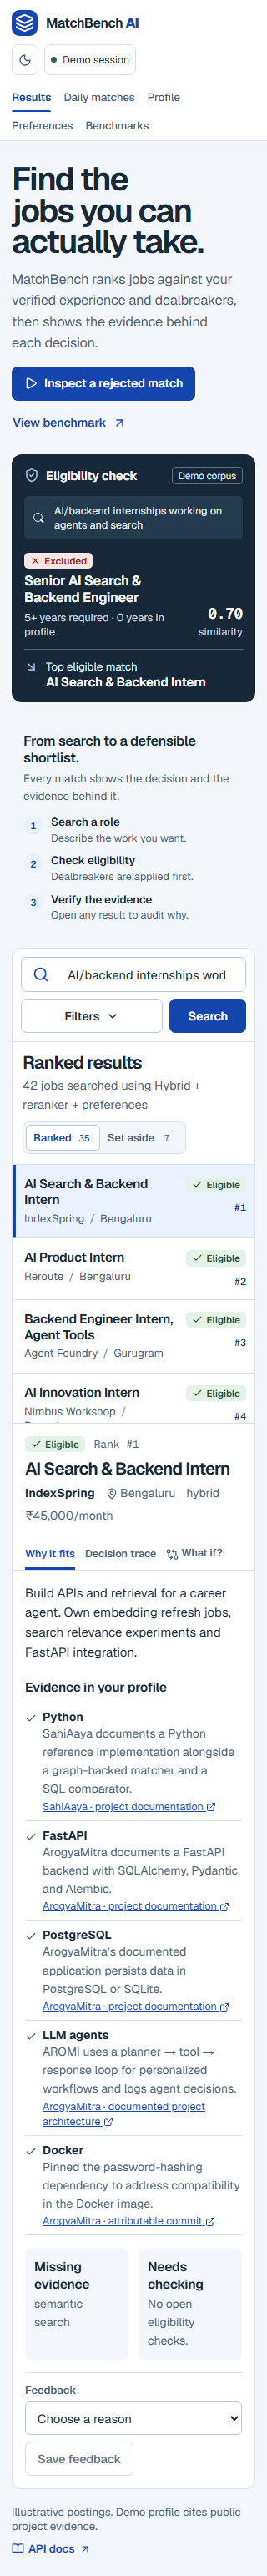 MatchBench AI
Demo session
Results Daily matches Profile
Preferences Benchmarks
Find the
jobs you can
actually take.
MatchBench ranks jobs against your
verified experience and dealbreakers,
then shows the evidence behind
each decision.
Inspect a rejected match
View benchmark
Eligibility check Demo corpus
AI/backend internships working on
agents and search
Excluded
Senior AI Search &
Backend Engineer
5+ years required · 0 years in
profile
0.70
similarity
Top eligible match
AI Search & Backend Intern
From search to a defensible
shortlist.
Every match shows the decision and the
evidence behind it.
1 Search a role
Describe the work you want.
2 Check eligibility
Dealbreakers are applied first.
3 Verify the evidence
Open any result to audit why.
AI/backend internships worl
Filters Search
Ranked results
42 jobs searched using Hybrid +
reranker + preferences
Ranked 35 Set aside 7
AI Search & Backend
Intern
IndexSpring / Bengaluru
Eligible
#1
AI Product Intern
Reroute / Bengaluru
Eligible
#2
Backend Engineer Intern,
Agent Tools
Agent Foundry / Gurugram
Eligible
#3
AI Innovation Intern
Nimbus Workshop /
Eligible
#4
Eligible Rank #1
AI Search & Backend Intern
IndexSpring Bengaluru hybrid
₹45,000/month
Why it fits Decision trace What if?
Build APIs and retrieval for a career
agent. Own embedding refresh jobs,
search relevance experiments and
FastAPI integration.
Evidence in your profile
Python
SahiAaya documents a Python
reference implementation alongside
a graph-backed matcher and a
SQL comparator.
SahiAaya · project documentation
FastAPI
ArogyaMitra documents a FastAPI
backend with SQLAlchemy, Pydantic
and Alembic.
ArogyaMitra · project documentation
PostgreSQL
ArogyaMitra's documented
application persists data in
PostgreSQL or SQLite.
ArogyaMitra · project documentation
LLM agents
AROMI uses a planner → tool →
response loop for personalized
workflows and logs agent decisions.
ArogyaMitra · documented project
architecture
Docker
Pinned the password-hashing
dependency to address compatibility
in the Docker image.
ArogyaMitra · attributable commit
Missing
evidence
semantic
search
Needs
checking
No open
eligibility
checks.
Feedback
Choose a reason
Save feedback
Illustrative postings. Demo profile cites public
project evidence.
API docs